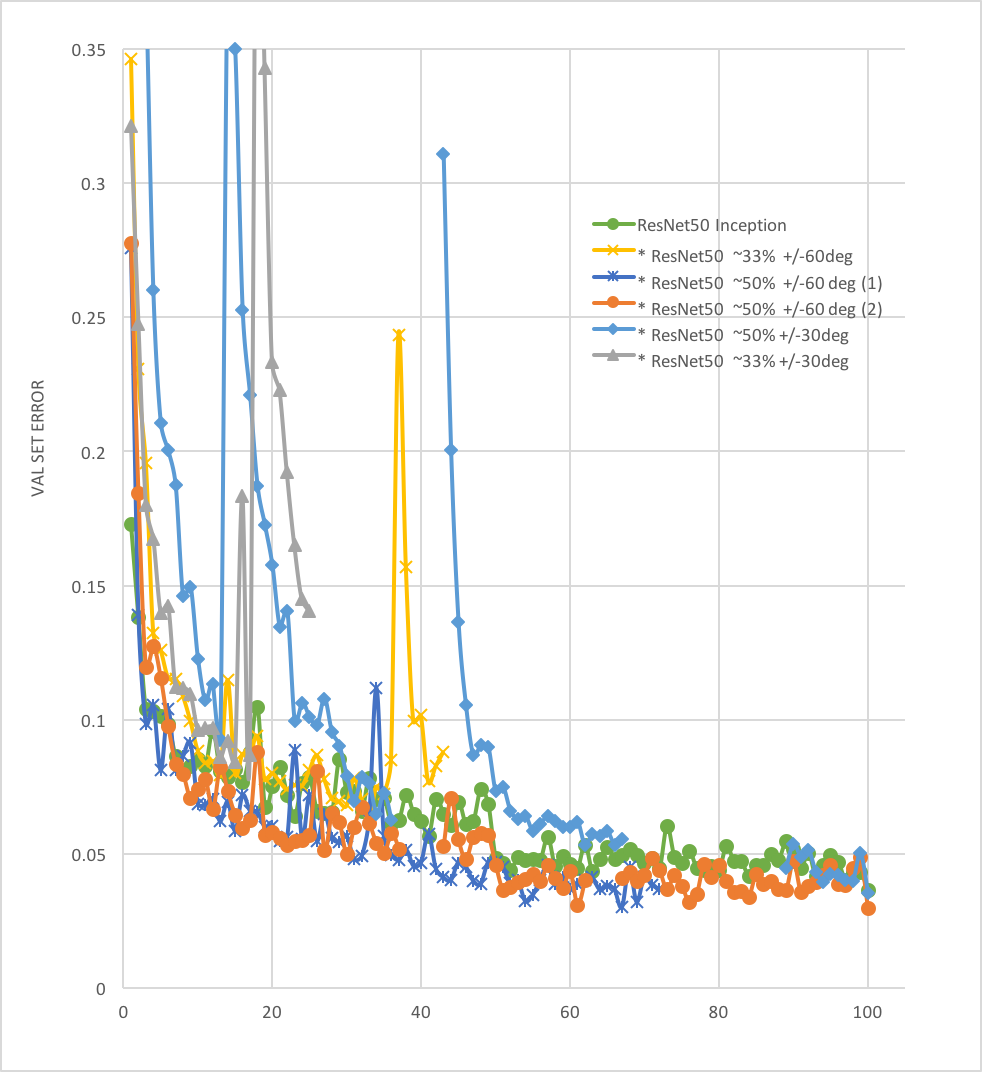 0.35
0.3
0.25
0.2
0.15
0.1
0.05
0
VAL SET ERROR
ResNet50 Inception
* ResNet50 ~33% +/-60deg
* ResNet50 ~50% +/-60 deg (1)
* ResNet50 ~50% +/-60 deg (2)
* ResNet50 ~50% +/-30deg
* ResNet50 ~33% +/-30deg
0 20 40 60 80 100